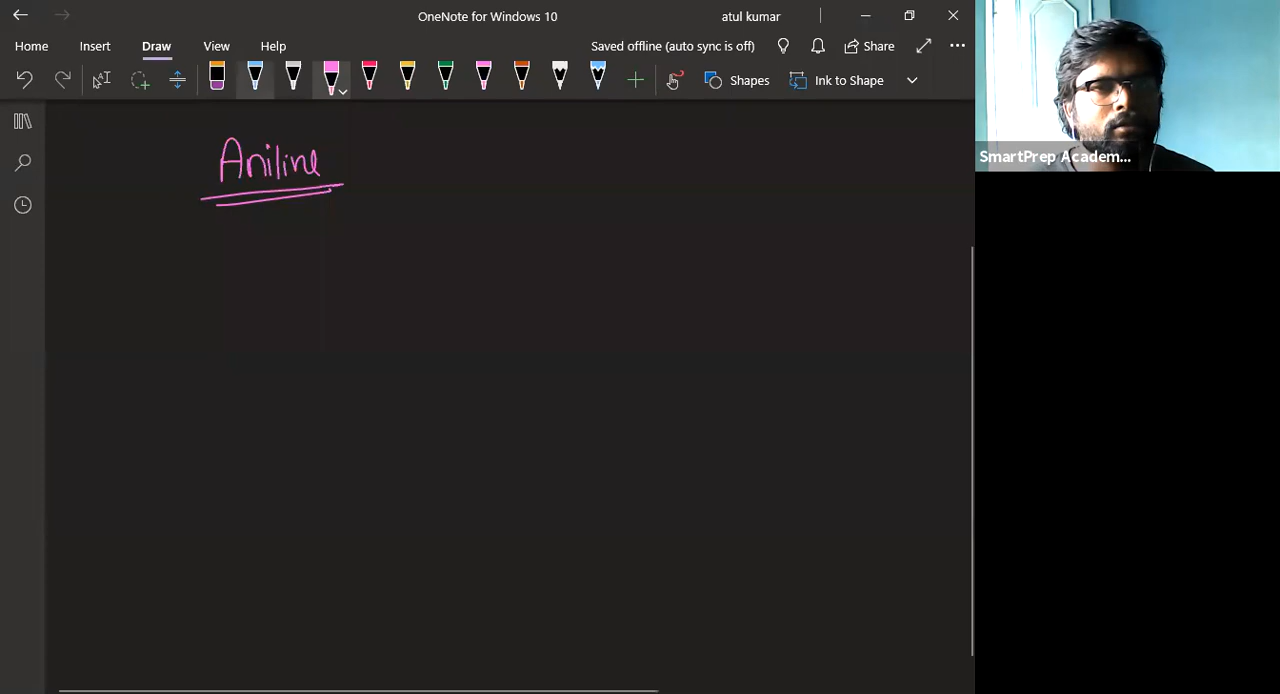 OneNote for Windows 10
atul kumar
Home
Insert
Draw
View
Help
Saved offline (auto sync is off)
Share
Shapes
Ink to Shape
SmartPrep Academ...
Aniline